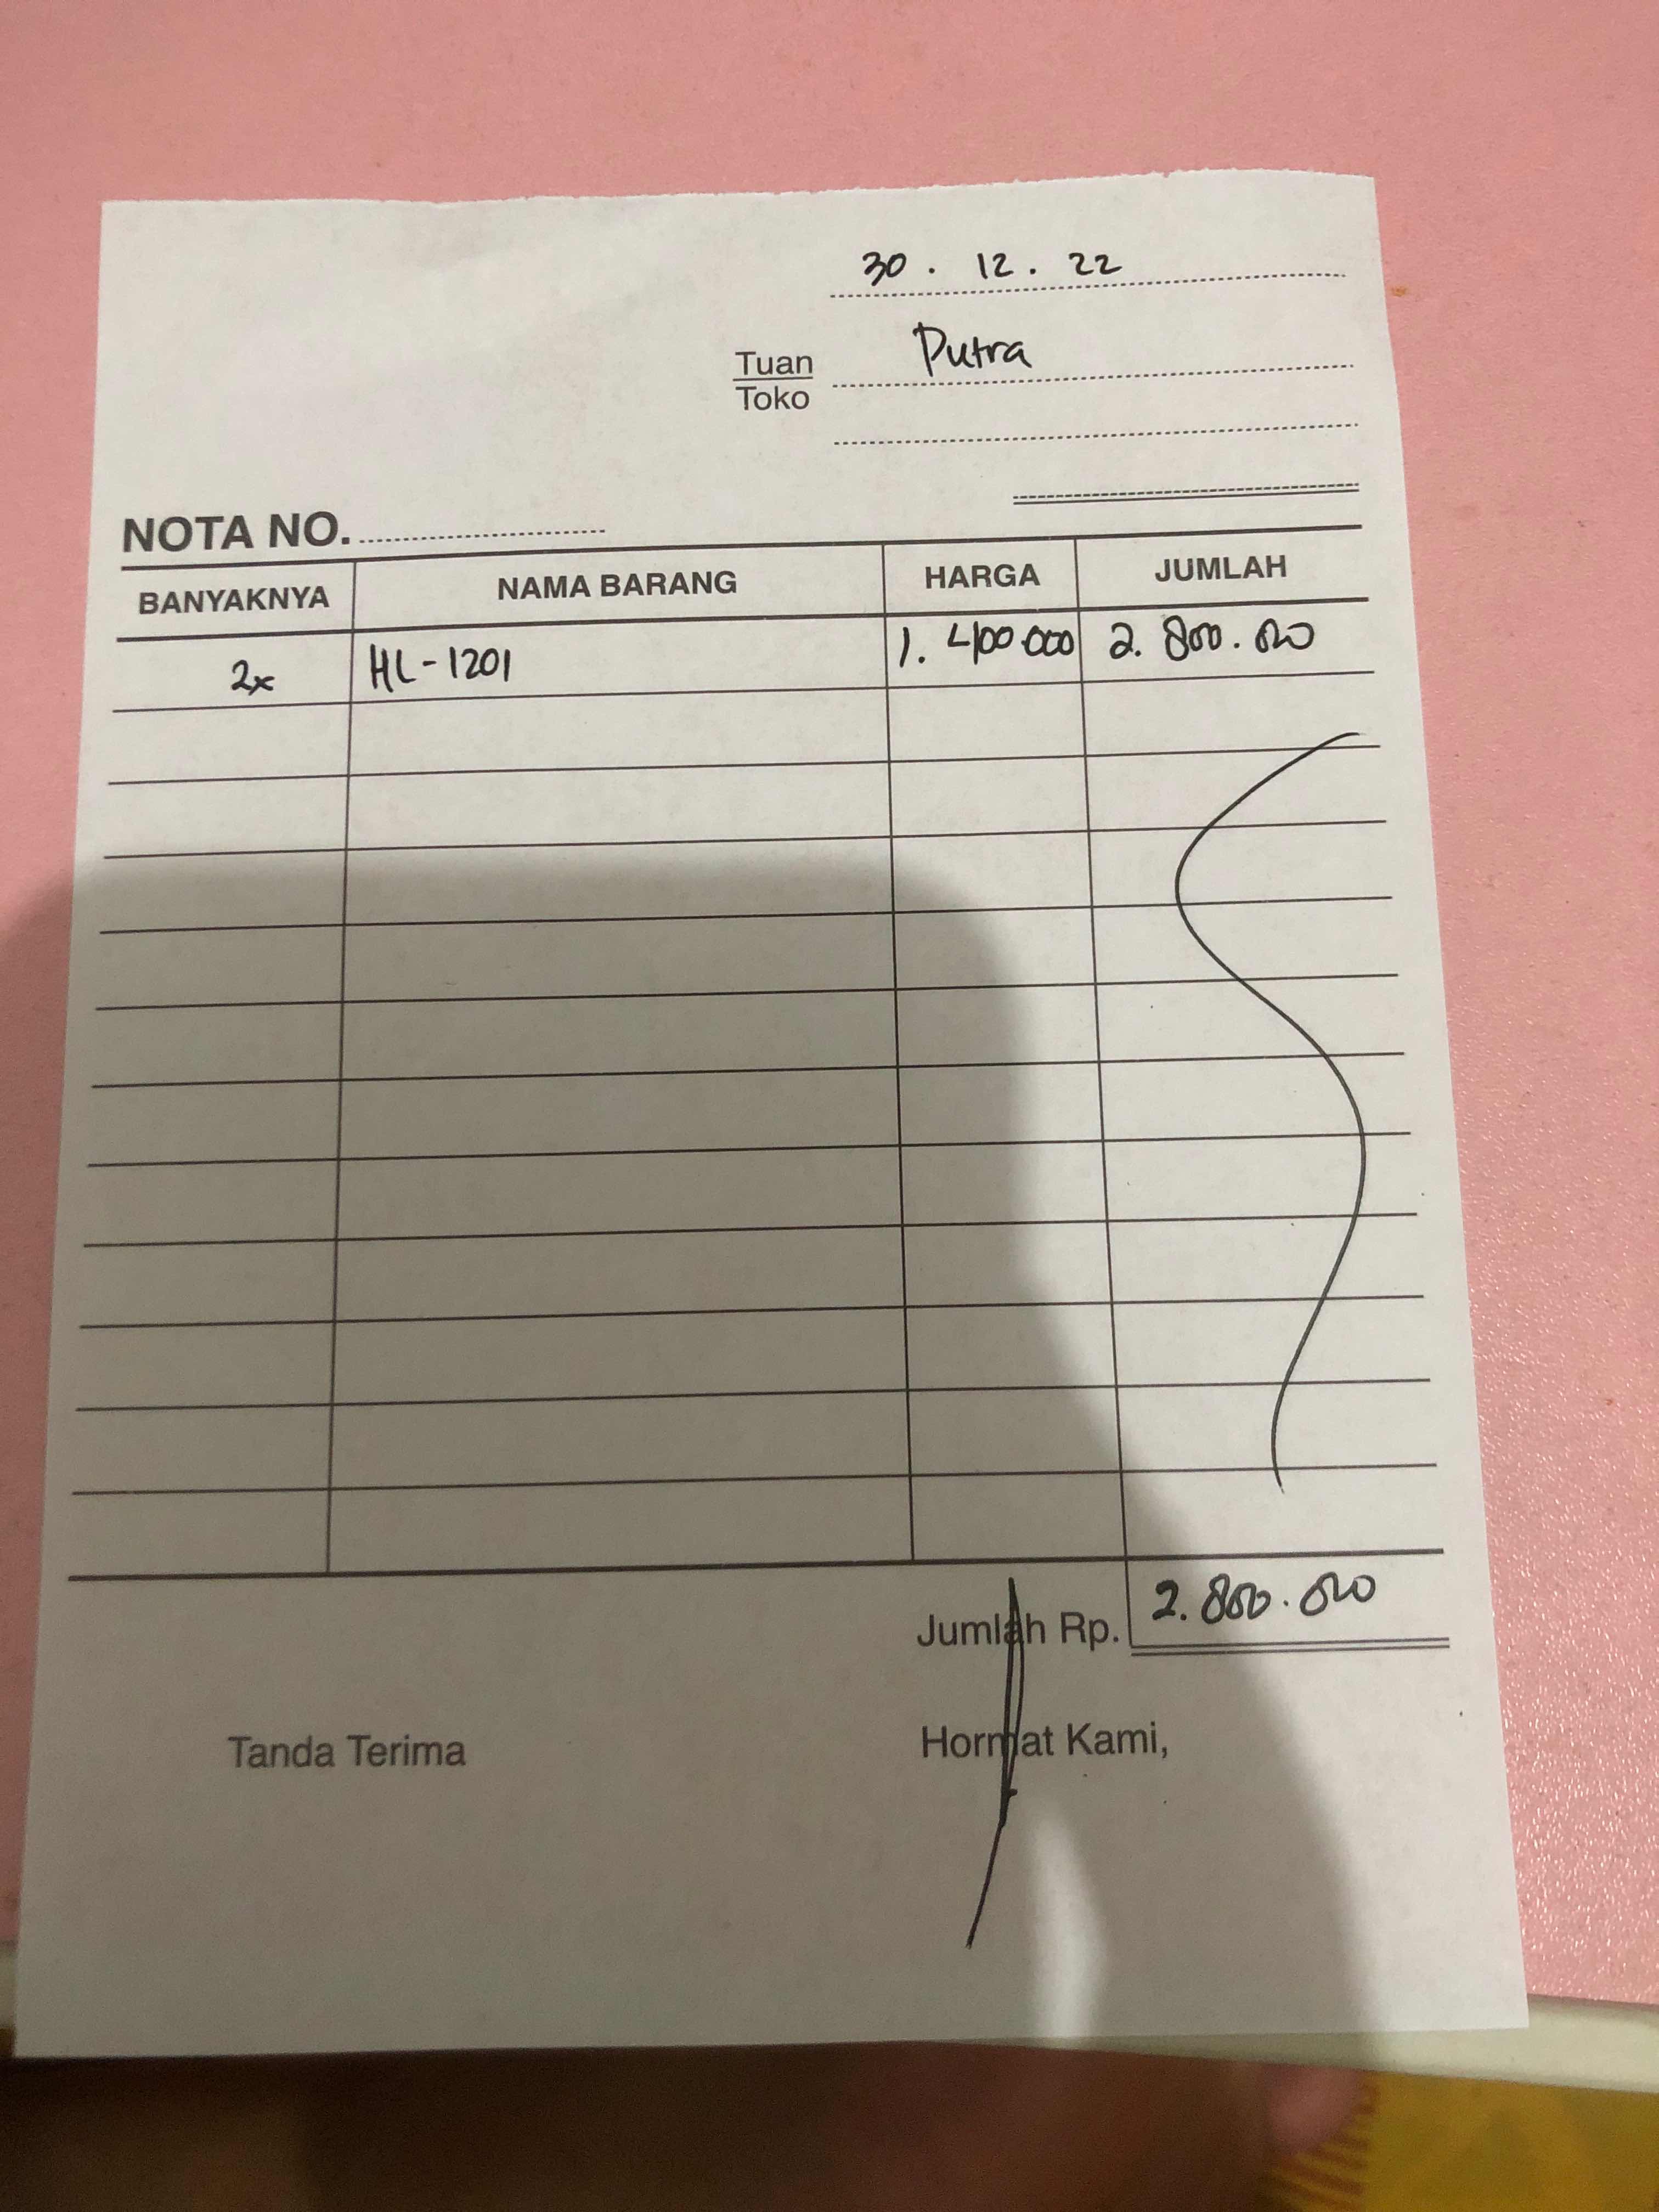 30 . 12 . 22
Tuan
Toko
Putra
NOTA NO.
BANYAKNYA NAMA BARANG HARGA JUMLAH
2x HL-1201 1.400.000 2.800.000
Jumlah Rp. 2.800.000
Tanda Terima Hormat Kami,